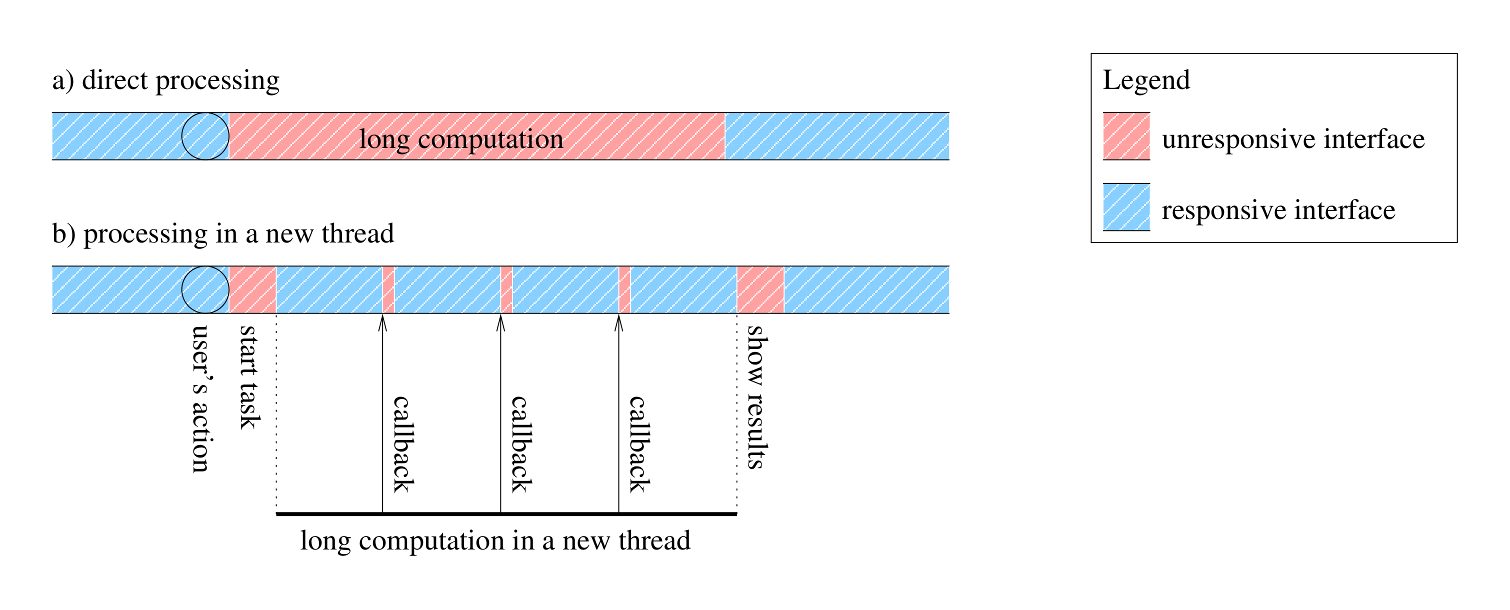 a) direct processing
long computation
b) processing in a new thread
user's action
start task
callback
callback
callback
show results
long computation in a new thread
Legend
unresponsive interface
responsive interface